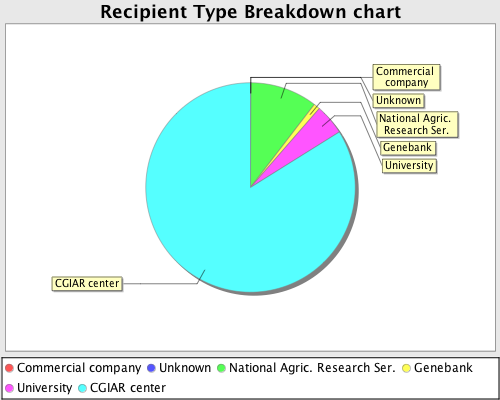 Recipient Type Breakdown chart
Commercial
company
Unknown
National Agric.
Research Ser.
Genebank
University
CGIAR center
Commercial company Unknown National Agric. Research Ser. Genebank
University CGIAR center